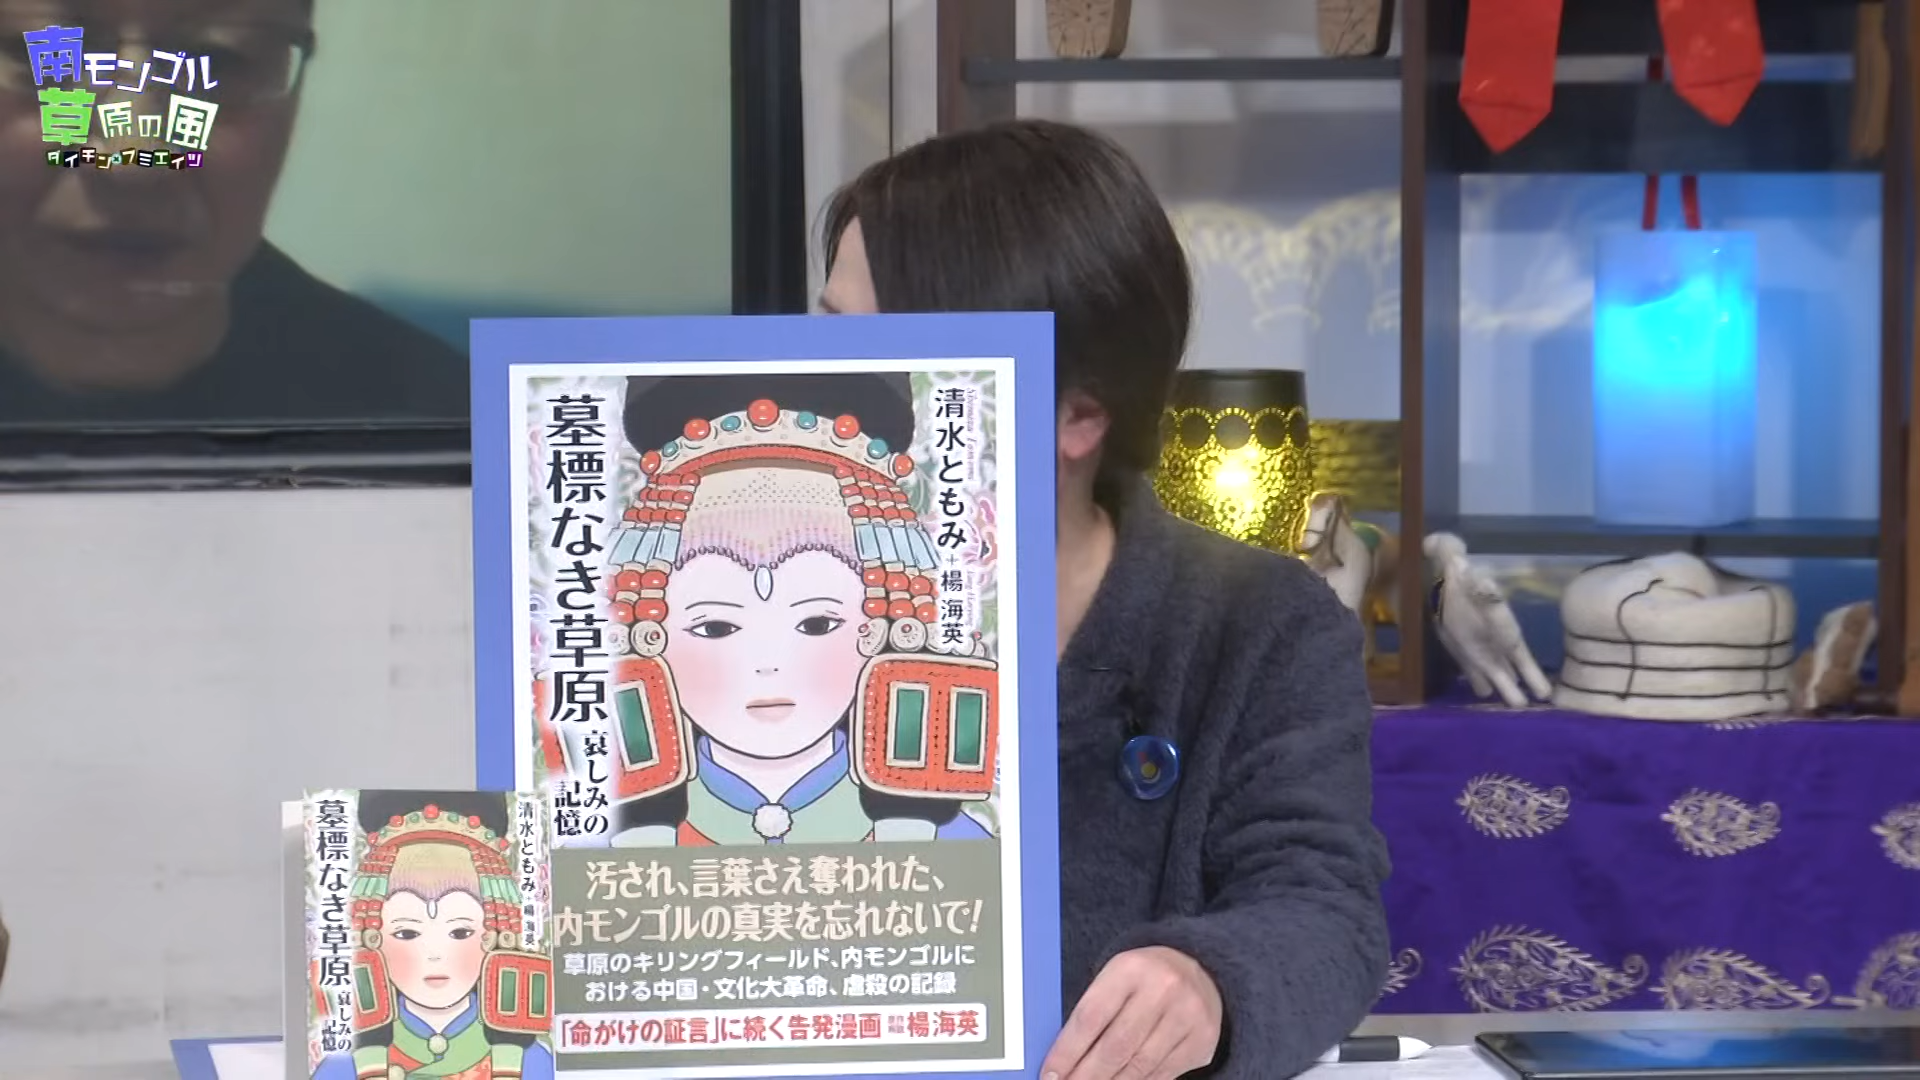 南モンゴル
草原の風
ダイチン×フミエイツ
墓標なき草原
哀しみの
記憶
清水ともみ
+楊海英
汚され、言葉さえ奪われた、
内モンゴルの真実を忘れないで!
草原のキリングフィールド、内モンゴルに
おける中国・文化大革命、虐殺の記録
「命がけの証言」に続く告発漫画 楊海英
墓標なき草原
哀しみの
記憶
清水ともみ
+楊海英